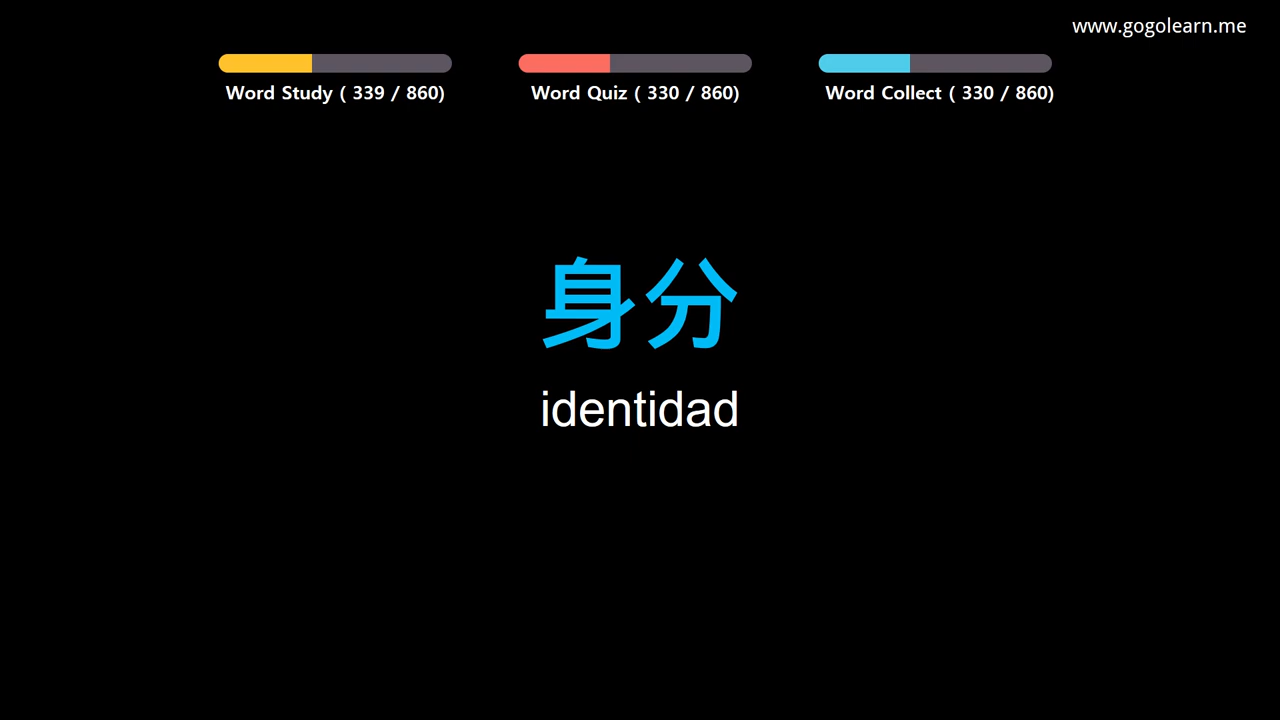 www.gogolearn.me
Word Study ( 339 / 860)
Word Quiz ( 330 / 860)
Word Collect ( 330 / 860)
身分
identidad